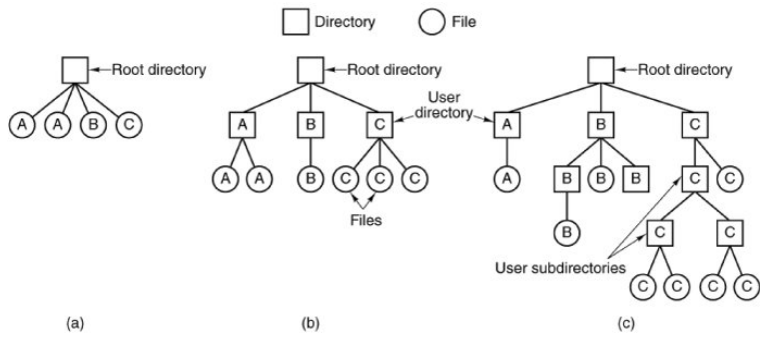 Directory
File
Root directory
A A B C
(a)
Root directory
A B C
A A B C C C
Files
(b)
User
directory
Root directory
A B C
A B B B C C
B C C
User subdirectories
C C C C
(c)